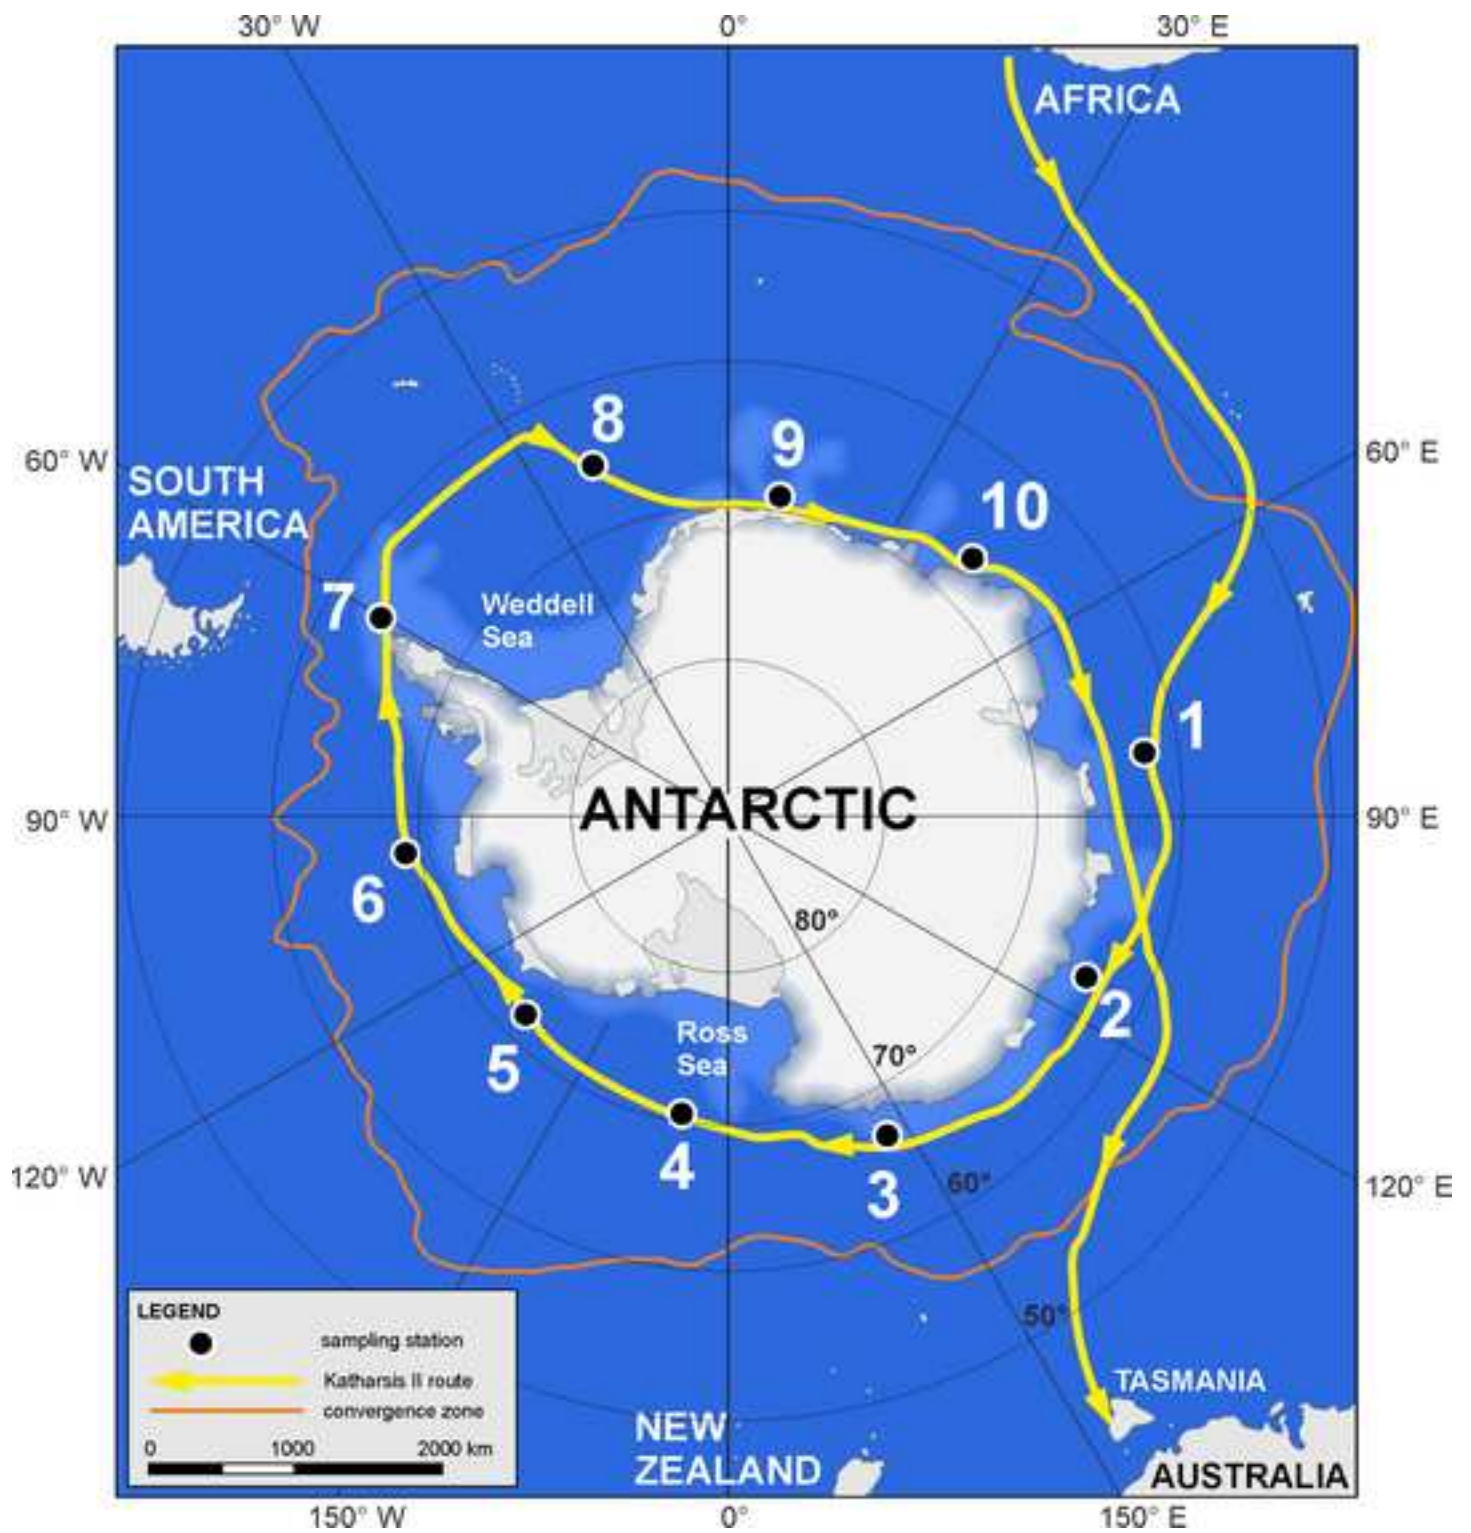 30° W
0°
30° E
AFRICA
60° W
60° E
8
9
10
SOUTH
AMERICA
7
Weddell
Sea
1
ANTARCTIC
90° W
90° E
6
80°
2
Ross
Sea
70°
5
4
3
60°
120° W
120° E
50°
LEGEND
sampling station
Katharsis II route
convergence zone
0 1000 2000 km
TASMANIA
NEW
ZEALAND
AUSTRALIA
150° W
0°
150° E